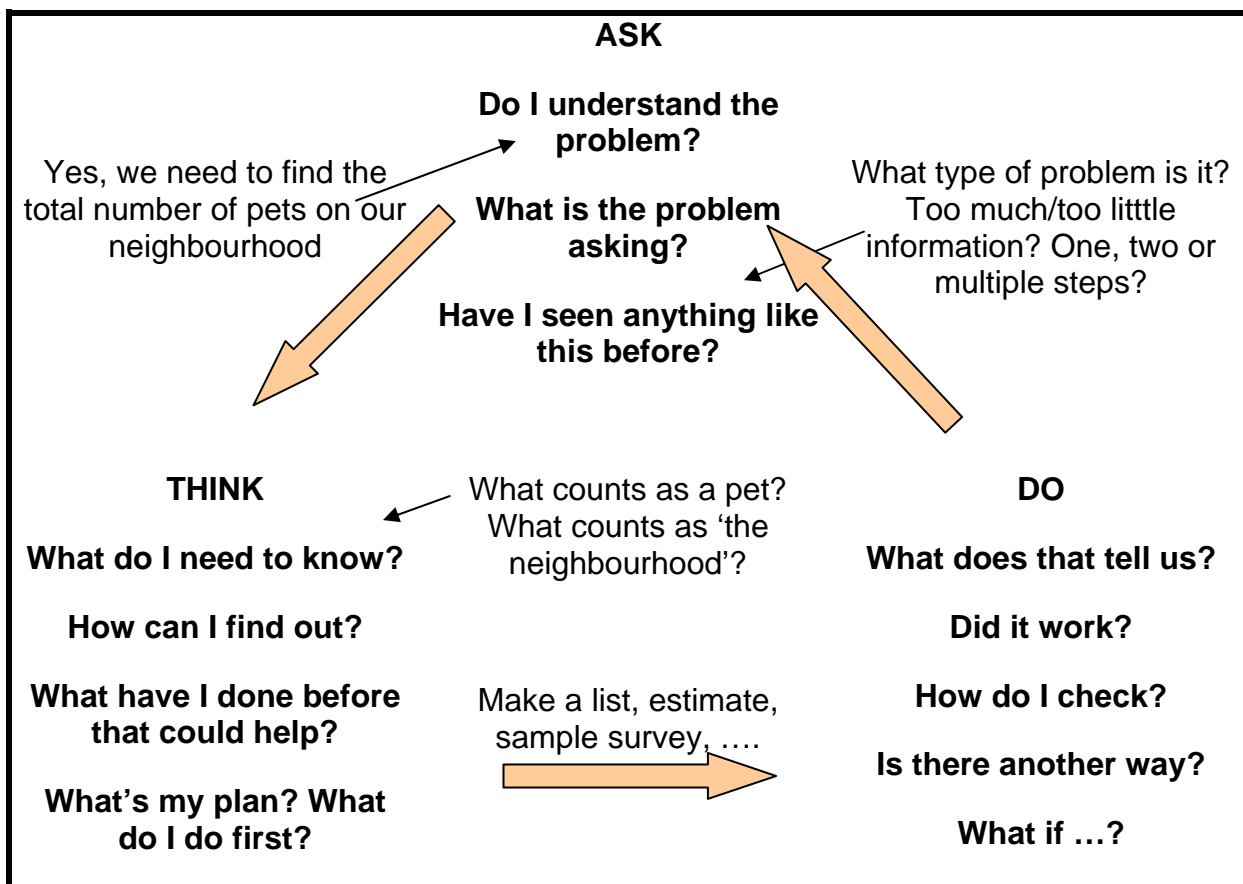 ASK
Do I understand the
problem?
Yes, we need to find the
total number of pets on our
neighbourhood
What is the problem
asking?
What type of problem is it?
Too much/too litttle
information? One, two or
multiple steps?
Have I seen anything like
this before?
THINK
What do I need to know?
How can I find out?
What have I done before
that could help?
What’s my plan? What
do I do first?
What counts as a pet?
What counts as ‘the
neighbourhood’?
Make a list, estimate,
sample survey, ….
DO
What does that tell us?
Did it work?
How do I check?
Is there another way?
What if …?